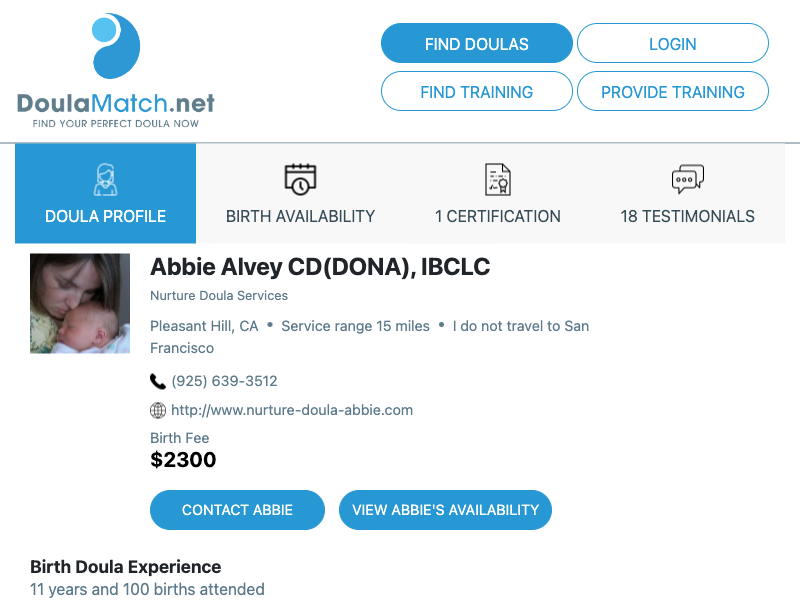 DoulaMatch.net
FIND YOUR PERFECT DOULA NOW
FIND DOULAS
LOGIN
FIND TRAINING
PROVIDE TRAINING
DOULA PROFILE
BIRTH AVAILABILITY
1 CERTIFICATION
18 TESTIMONIALS
Abbie Alvey CD(DONA), IBCLC
Nurture Doula Services
Pleasant Hill, CA • Service range 15 miles • I do not travel to San
Francisco
(925) 639-3512
http://www.nurture-doula-abbie.com
Birth Fee
$2300
CONTACT ABBIE
VIEW ABBIE'S AVAILABILITY
Birth Doula Experience
11 years and 100 births attended